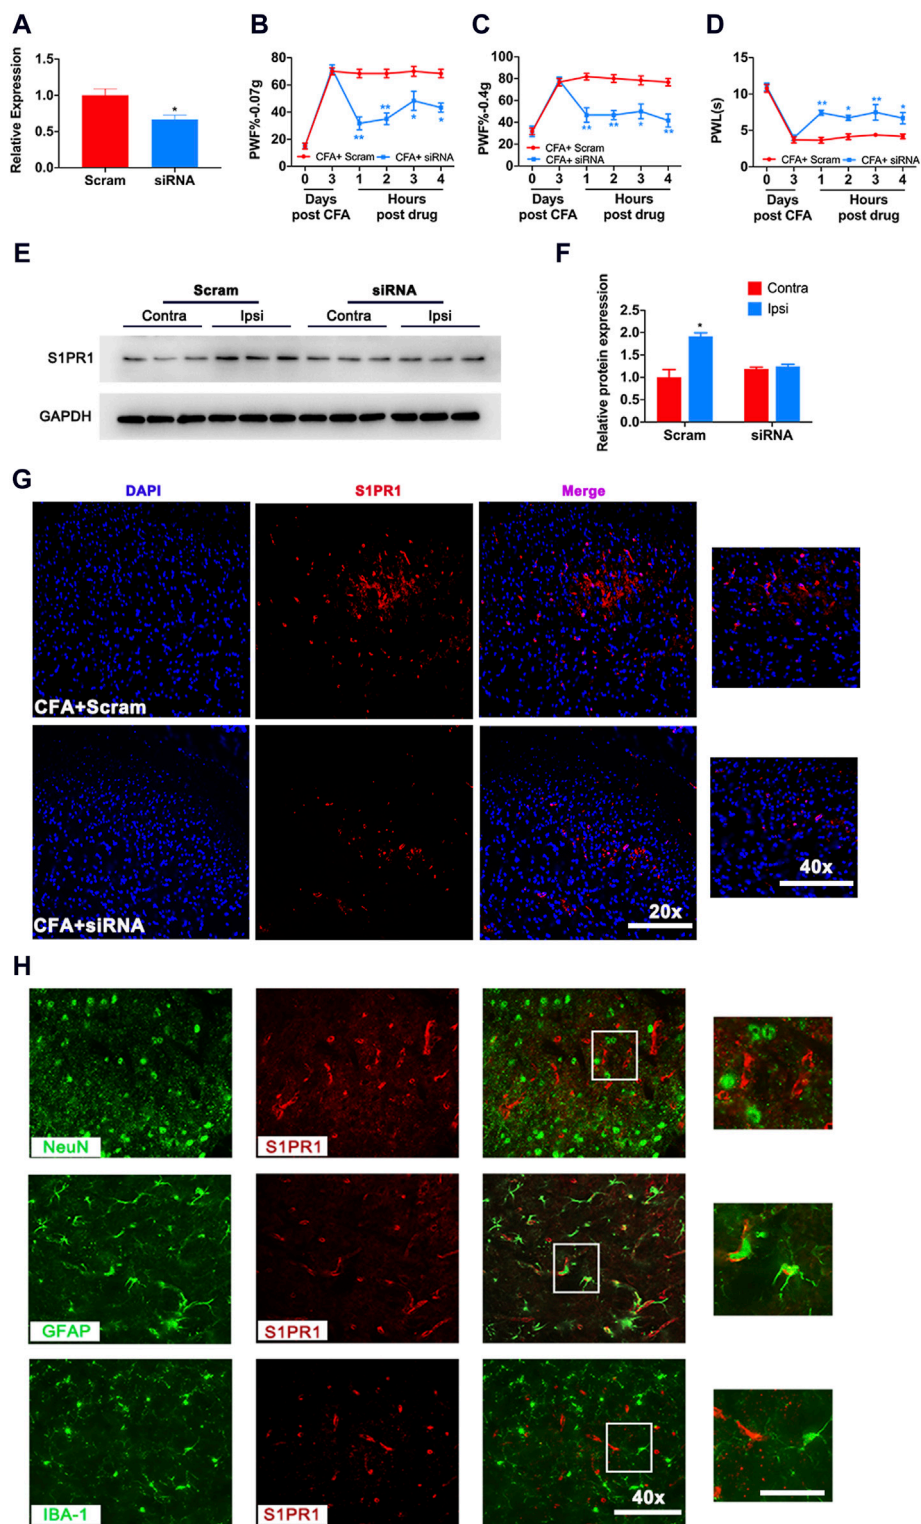 A
Relative Expression
1.5
1.0
0.5
0.0
*
Scram siRNA
B
PWF%-0.07g
80
60
40
20
0
**
**
*
*
CFA+ Scram CFA+ siRNA
0 3 1 2 3 4
Days Hours
post CFA post drug
C
PWF%-0.4g
100
80
60
40
20
0
**
**
*
**
CFA+ Scram
CFA+ siRNA
0 3 1 2 3 4
Days Hours
post CFA post drug
D
PWL(s)
15
10
5
0
**
*
**
*
CFA+ Scram
CFA+ siRNA
0 3 1 2 3 4
Days Hours
post CFA post drug
E
Scram siRNA
Contra Ipsi Contra Ipsi
S1PR1
GAPDH
F
Contra
Ipsi
Relative protein expression
2.5
2.0
1.5
1.0
0.5
0.0
*
Scram siRNA
G
DAPI S1PR1 Merge
CFA+Scram
CFA+siRNA
20x
40x
H
NeuN S1PR1
GFAP S1PR1
IBA-1 S1PR1
40x